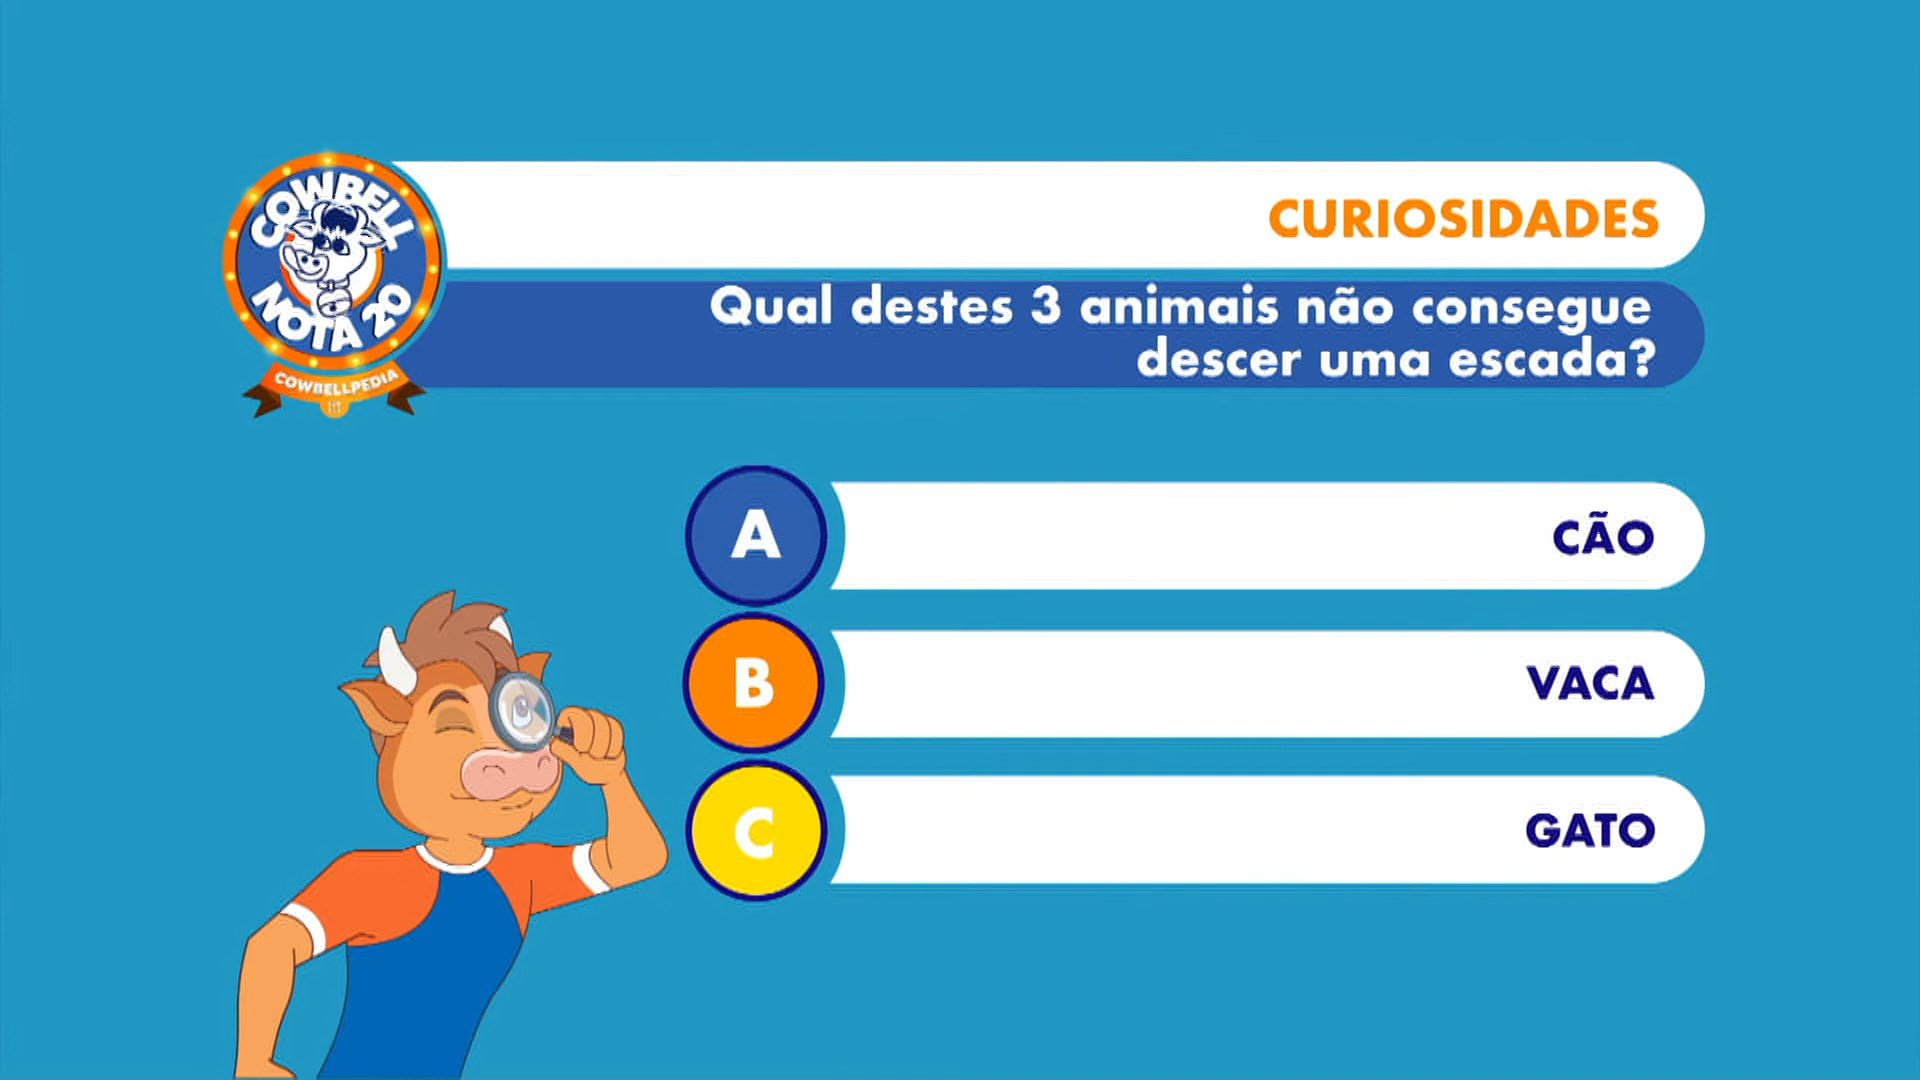 COWBELL
NOTA 20
COWBELLPEDIA
CURIOSIDADES
Qual destes 3 animais não consegue
descer uma escada?
A
CÃO
B
VACA
C
GATO